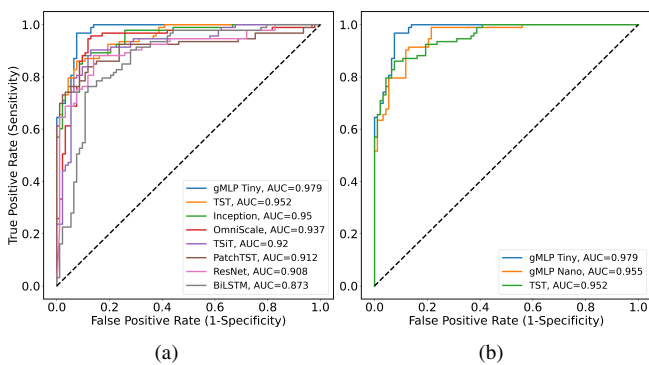 True Positive Rate (Sensitivity)
1.0
0.8
0.6
0.4
0.2
0.0
gMLP Tiny, AUC=0.979
TST, AUC=0.952
Inception, AUC=0.95
OmniScale, AUC=0.937
TSiT, AUC=0.92
PatchTST, AUC=0.912
ResNet, AUC=0.908
BiLSTM, AUC=0.873
0.0 0.2 0.4 0.6 0.8 1.0
False Positive Rate (1-Specificity)
(a)
1.0
0.8
0.6
0.4
0.2
0.0
gMLP Tiny, AUC=0.979
gMLP Nano, AUC=0.955
TST, AUC=0.952
0.0 0.2 0.4 0.6 0.8 1.0
False Positive Rate (1-Specificity)
(b)